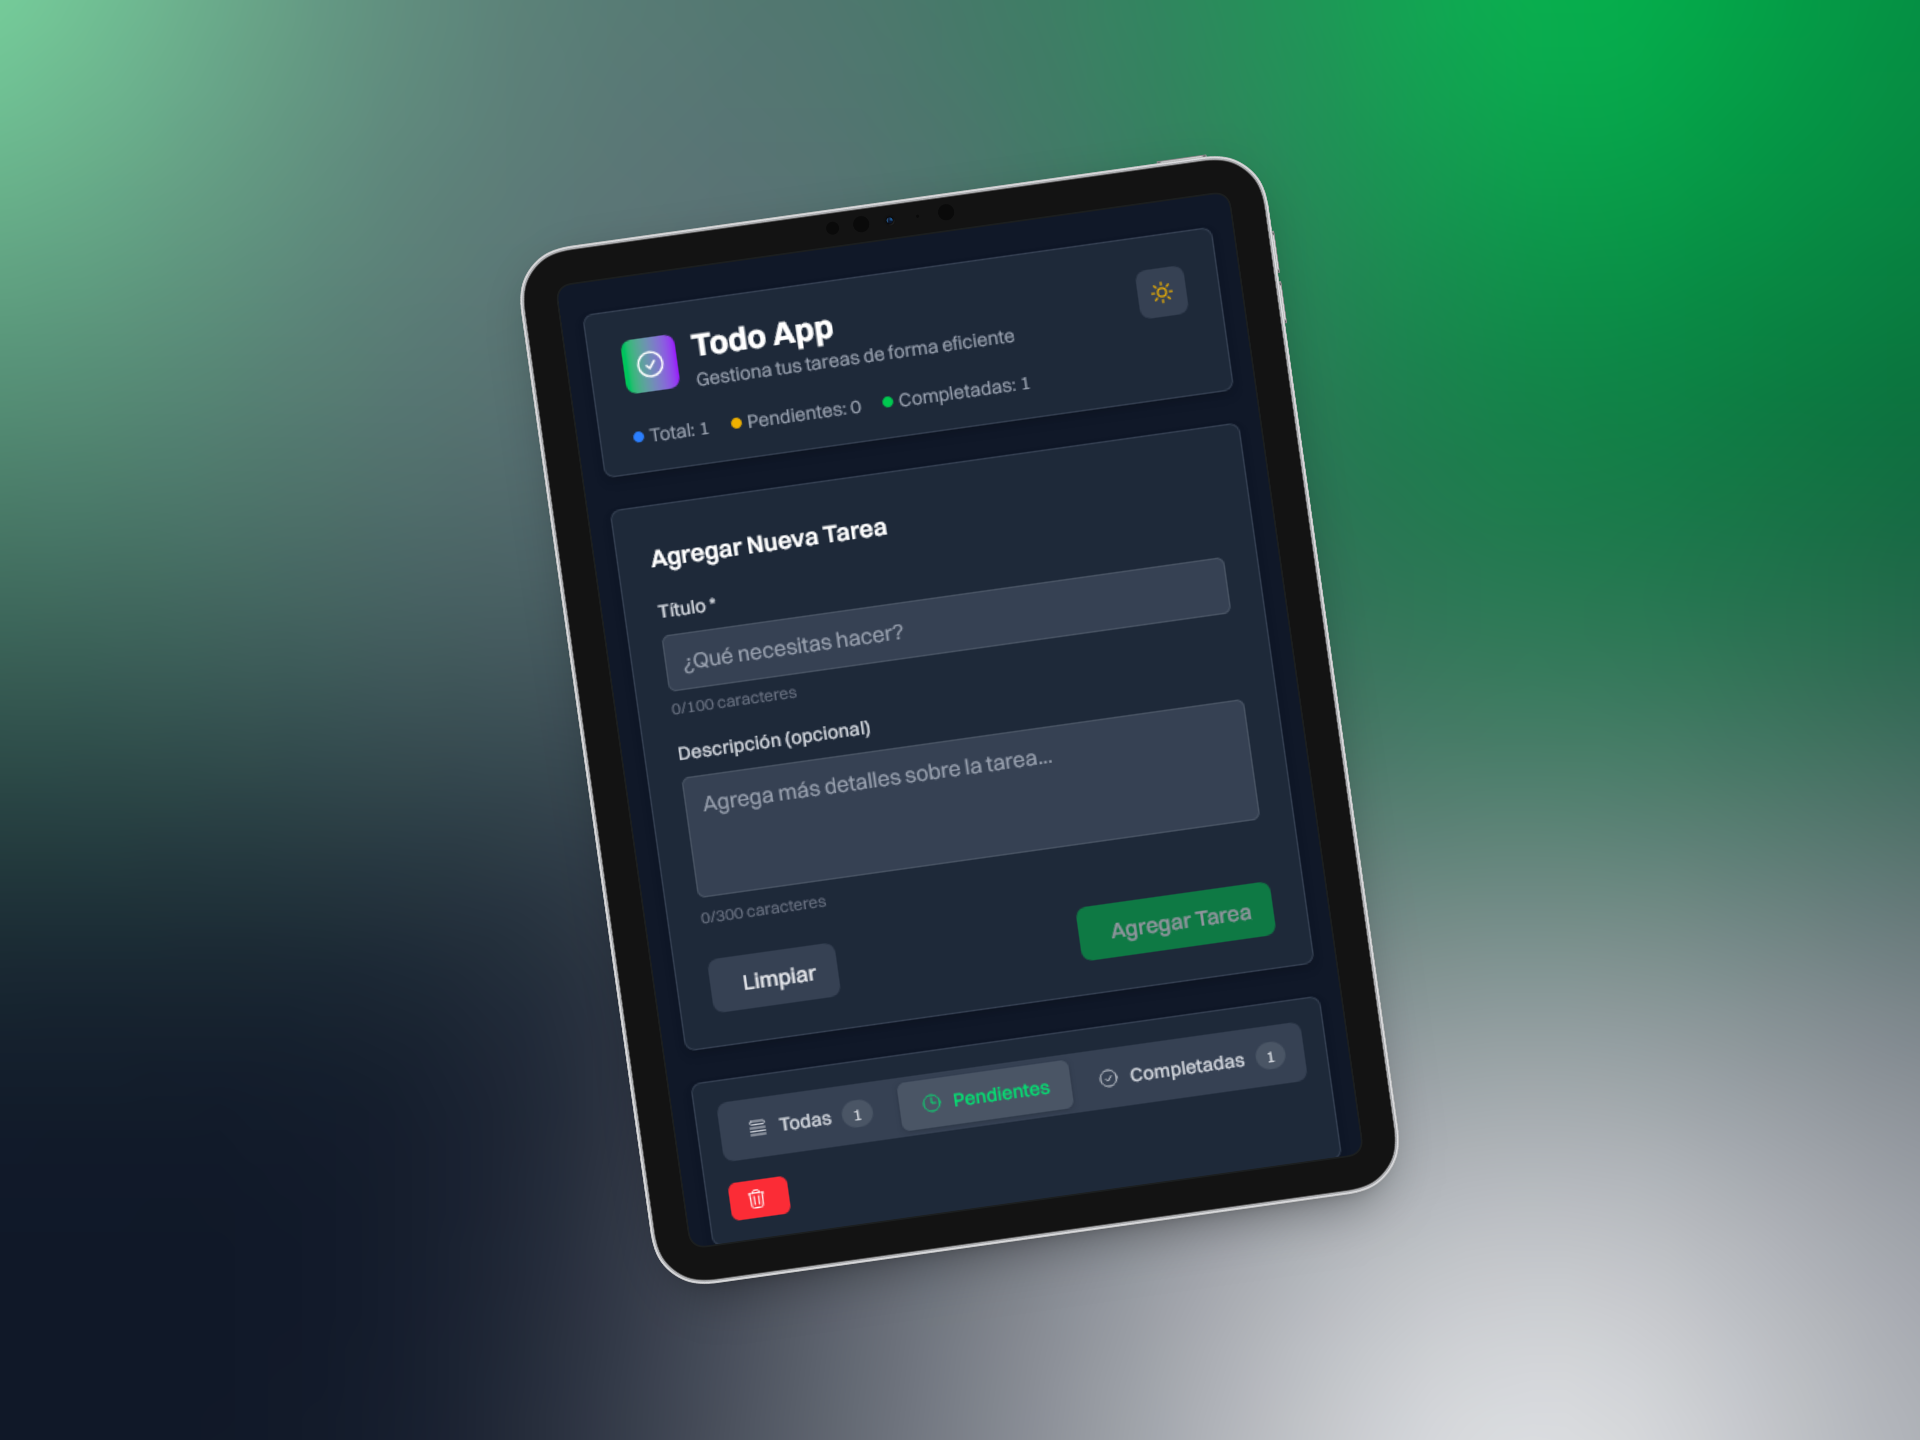 Todo App
Gestiona tus tareas de forma eficiente
Total: 1 Pendientes: 0 Completadas: 1
Agregar Nueva Tarea
Título *
¿Qué necesitas hacer?
0/100 caracteres
Descripción (opcional)
Agrega más detalles sobre la tarea...
0/300 caracteres
Limpiar Agregar Tarea
Todas 1 Pendientes Completadas 1